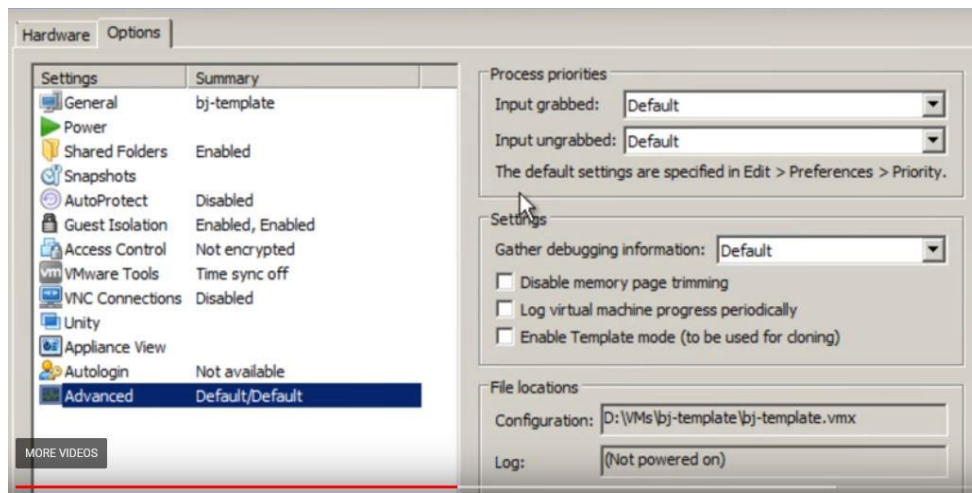 Hardware Options
Settings Summary
General bj-template
Power
Shared Folders Enabled
Snapshots
AutoProtect Disabled
Guest Isolation Enabled, Enabled
Access Control Not encrypted
VMware Tools Time sync off
VNC Connections Disabled
Unity
Appliance View
Autologin Not available
Advanced Default/Default
MORE VIDEOS
Process priorities
Input grabbed: Default
Input ungrabbed: Default
The default settings are specified in Edit > Preferences > Priority.
Settings
Gather debugging information: Default
Disable memory page trimming
Log virtual machine progress periodically
Enable Template mode (to be used for cloning)
File locations
Configuration: D:\VMs\bj-template\bj-template.vmx
Log: (Not powered on)